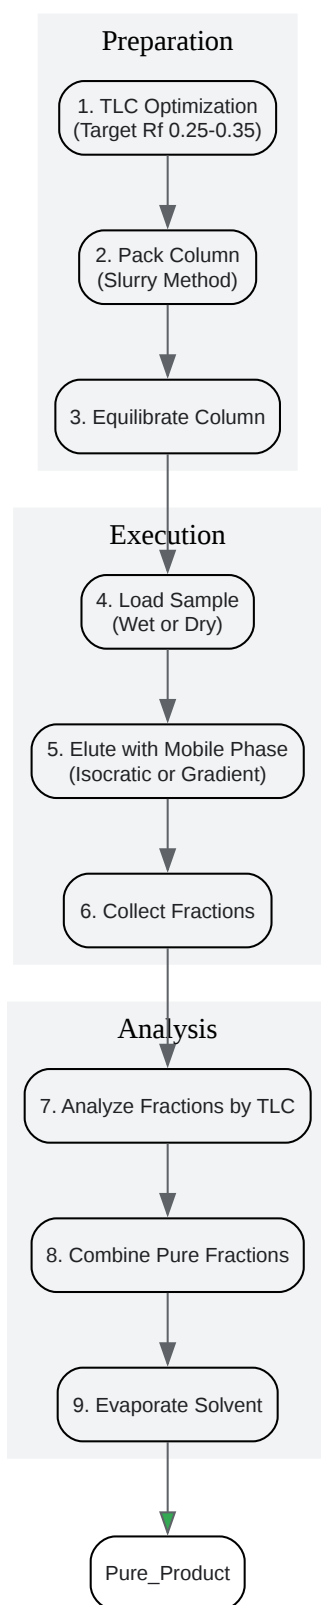 Preparation
1. TLC Optimization
(Target Rf 0.25-0.35)
2. Pack Column
(Slurry Method)
3. Equilibrate Column
Execution
4. Load Sample
(Wet or Dry)
5. Elute with Mobile Phase
(Isocratic or Gradient)
6. Collect Fractions
Analysis
7. Analyze Fractions by TLC
8. Combine Pure Fractions
9. Evaporate Solvent
Pure_Product